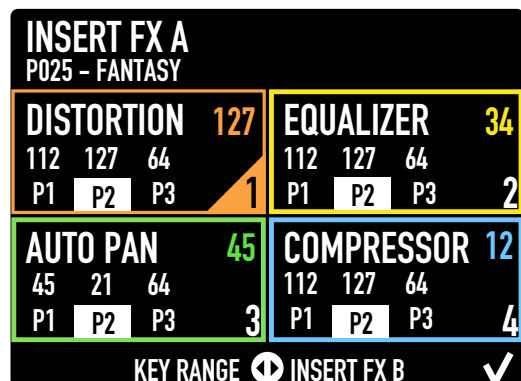 INSERT FX A
P025 – FANTASY
DISTORTION 127
112 127 64
P1 P2 P3 1
EQUALIZER 34
112 127 64
P1 P2 P3 2
AUTO PAN 45
45 21 64
P1 P2 P3 3
COMPRESSOR 12
112 127 64
P1 P2 P3 4
KEY RANGE INSERT FX B